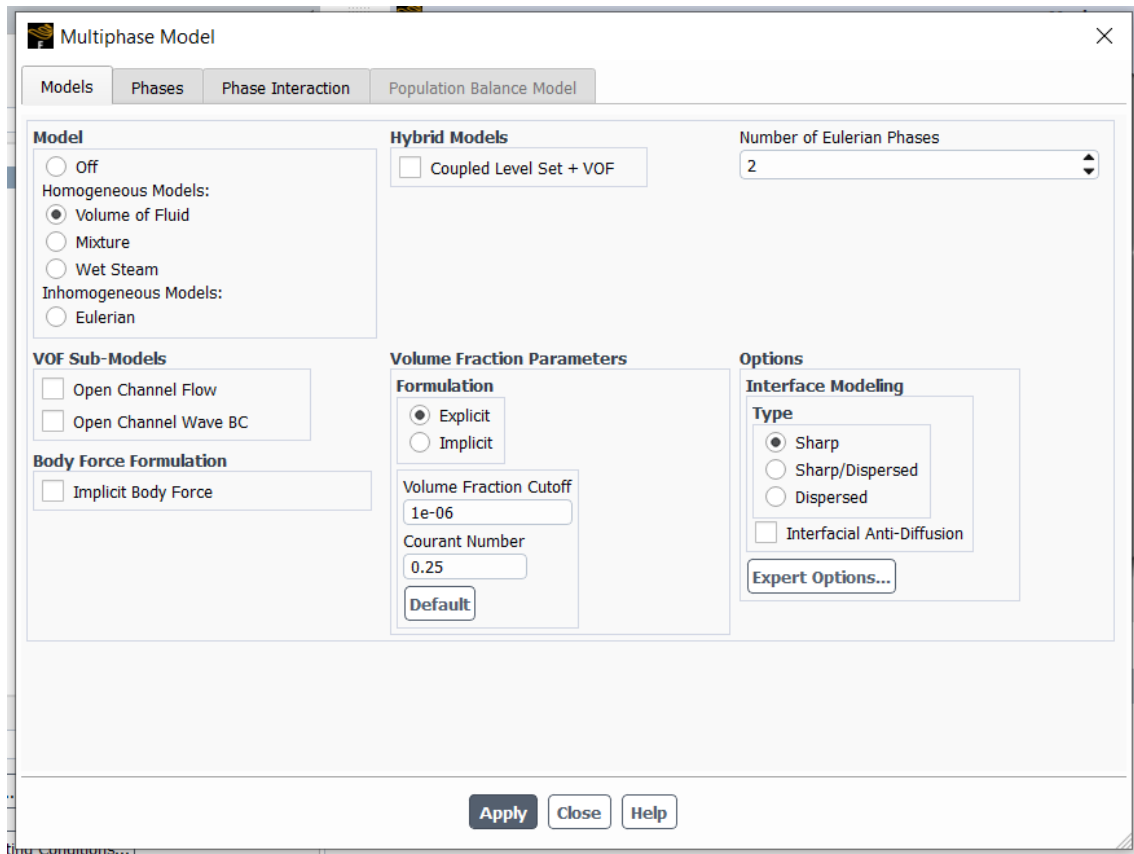 Multiphase Model
Models
Phases
Phase Interaction
Population Balance Model
Model
Off
Homogeneous Models:
Volume of Fluid
Mixture
Wet Steam
Inhomogeneous Models:
Eulerian
Hybrid Models
Coupled Level Set + VOF
Number of Eulerian Phases
2
VOF Sub-Models
Open Channel Flow
Open Channel Wave BC
Body Force Formulation
Implicit Body Force
Volume Fraction Parameters
Formulation
Explicit
Implicit
Volume Fraction Cutoff
1e-06
Courant Number
0.25
Default
Options
Interface Modeling
Type
Sharp
Sharp/Dispersed
Dispersed
Interfacial Anti-Diffusion
Expert Options...
Apply
Close
Help